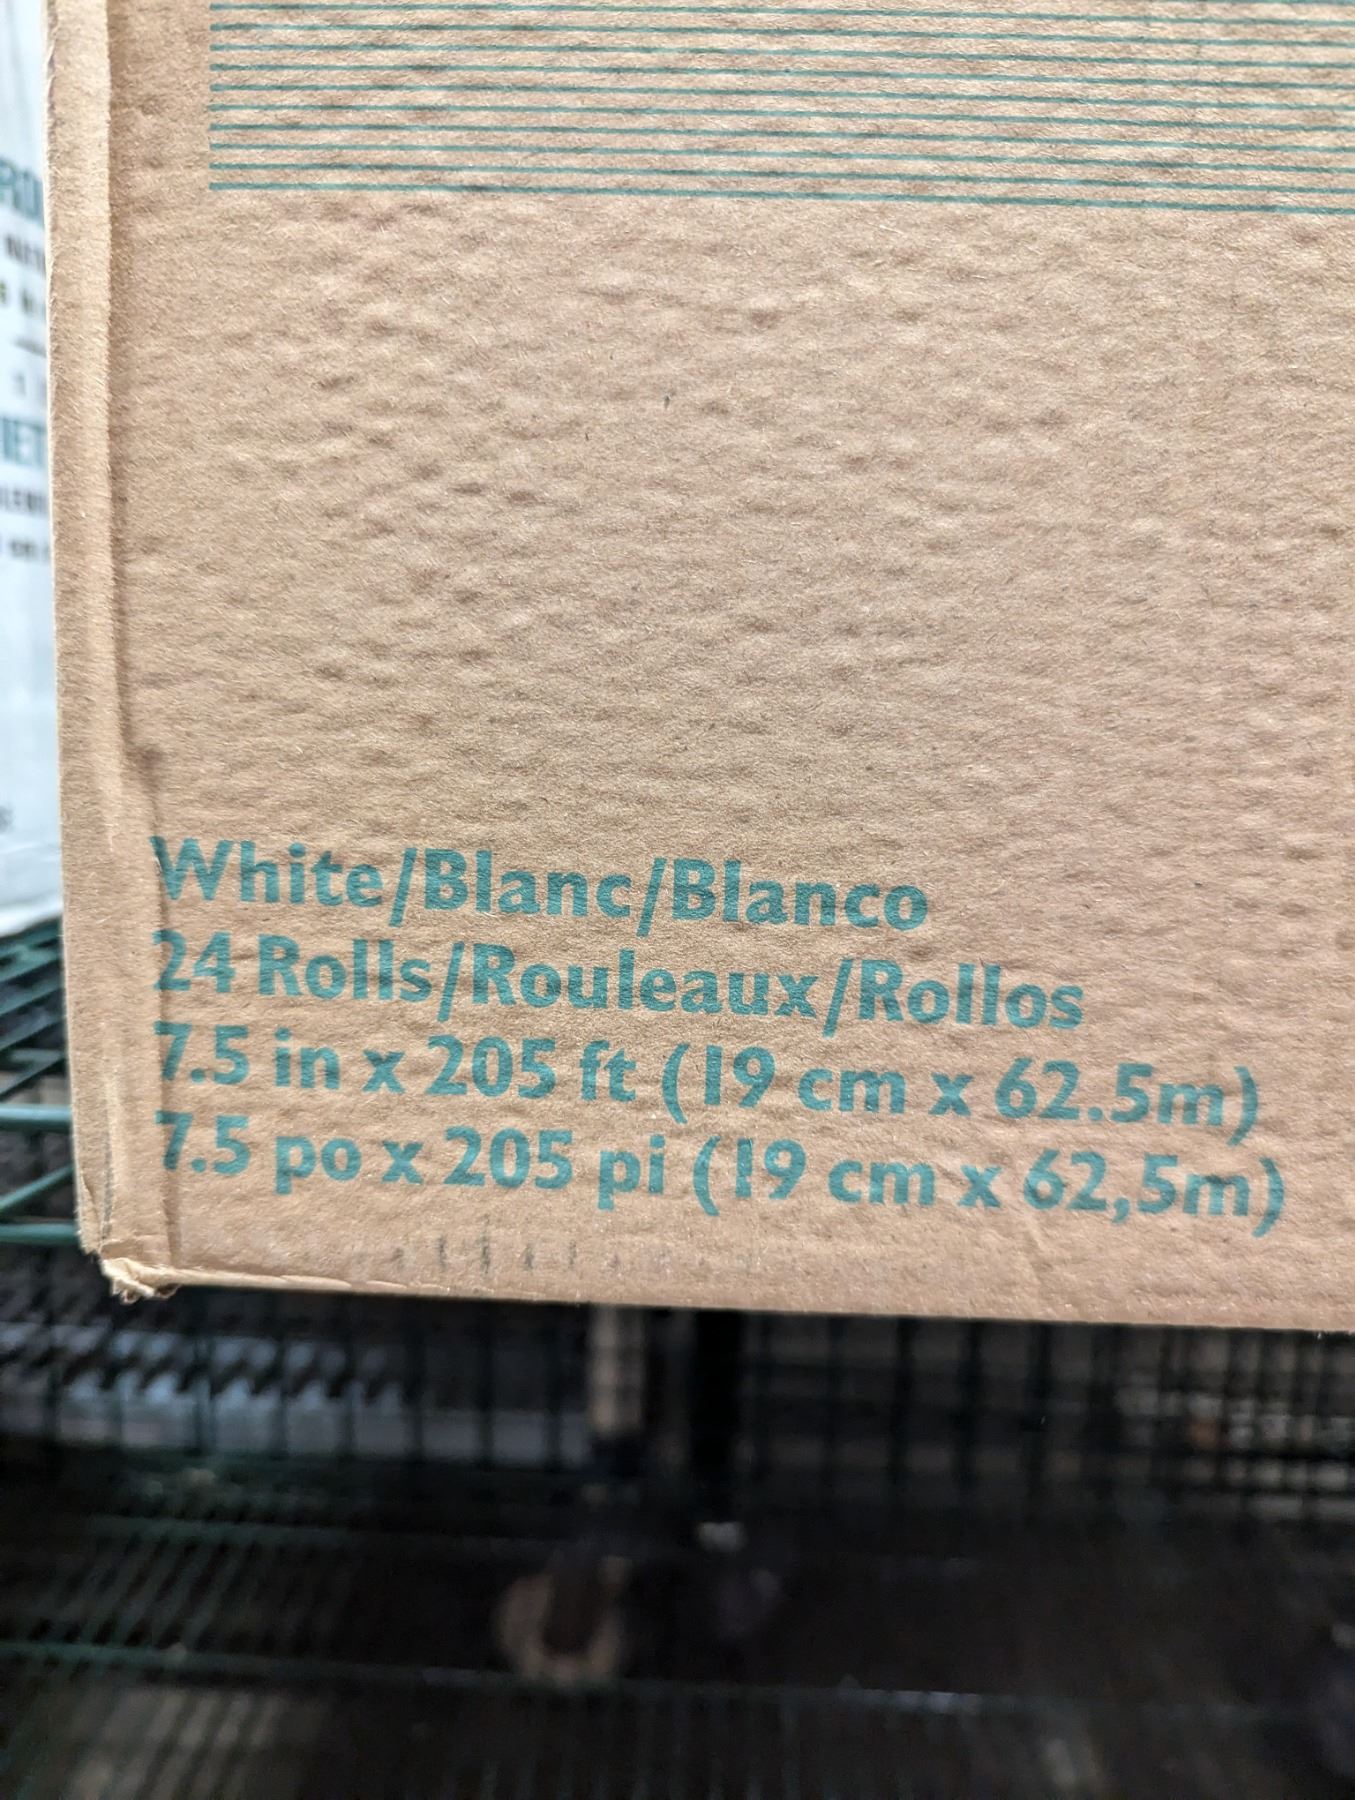 White/Blanc/Blanco
24 Rolls/Rouleaux/Rollos
7.5 in x 205 ft (19 cm x 62.5m)
7.5 po x 205 pi (19 cm x 62,5m)